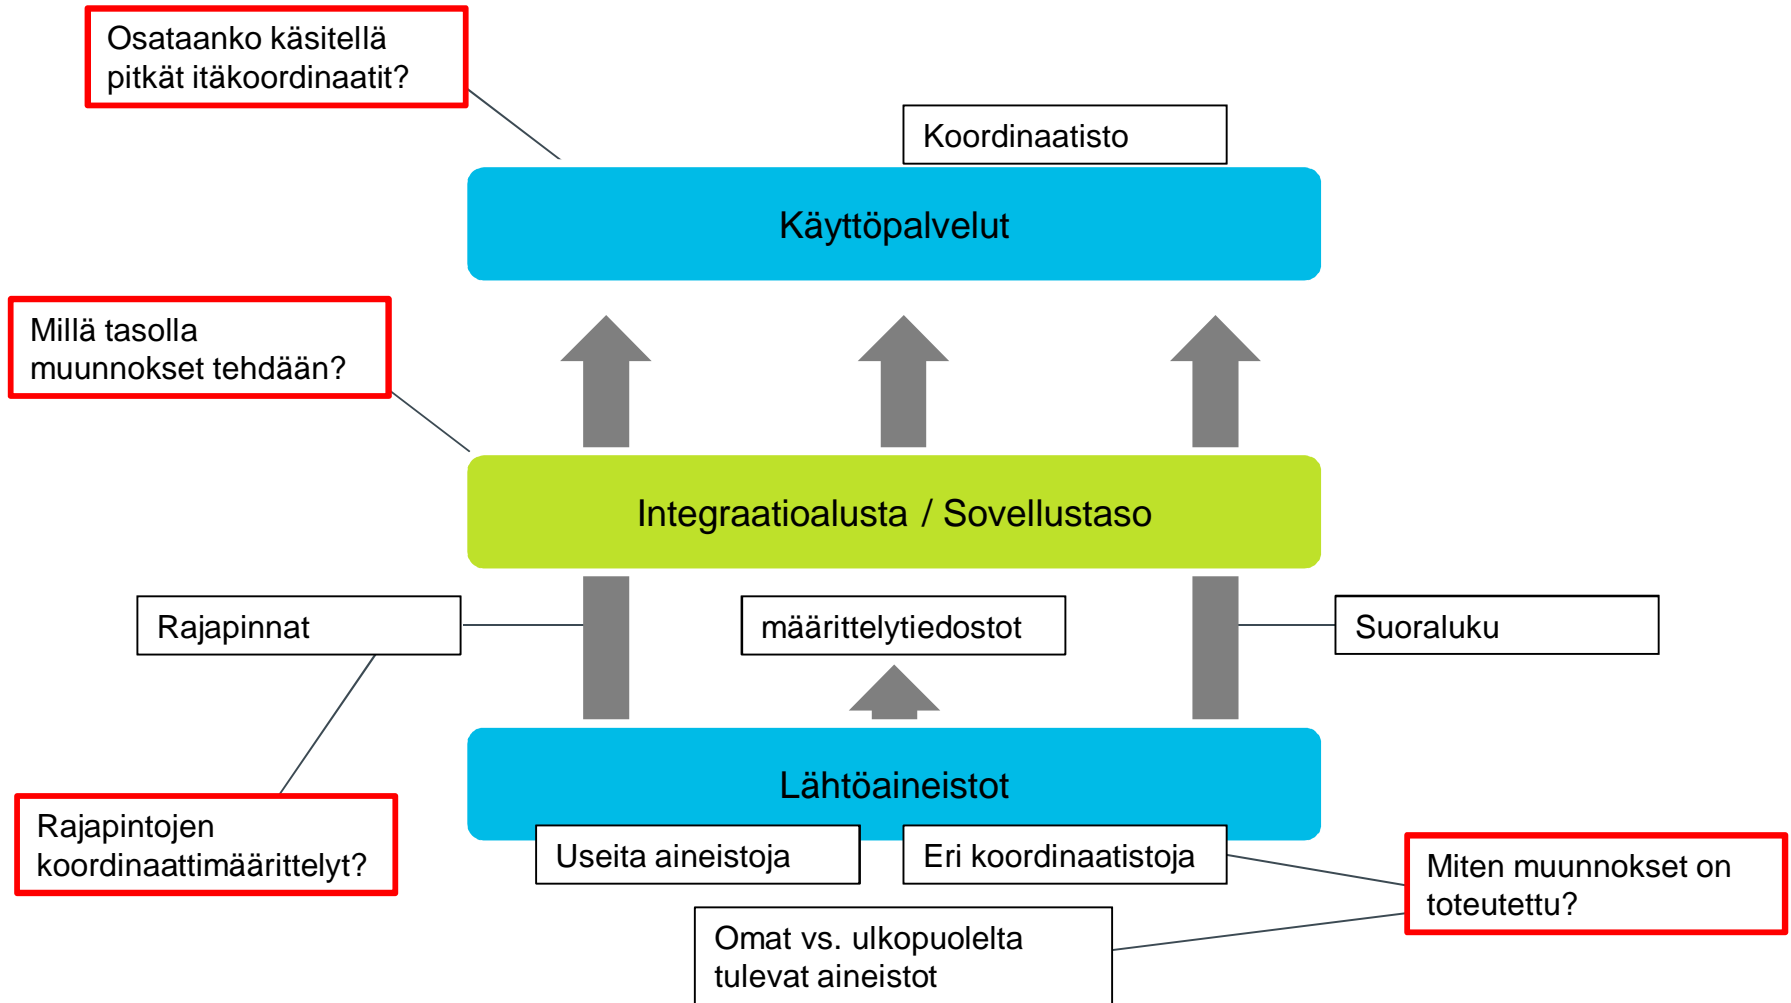 Osataanko käsitellä
pitkät itäkoordinaatit?
Koordinaatisto
Käyttöpalvelut
Millä tasolla
muunnokset tehdään?
Integraatioalusta / Sovellustaso
Rajapinnat
määrittelytiedostot
Suoraluku
Lähtöaineistot
Rajapintojen
koordinaattimäärittelyt?
Useita aineistoja
Eri koordinaatistoja
Miten muunnokset on
toteutettu?
Omat vs. ulkopuolelta
tulevat aineistot